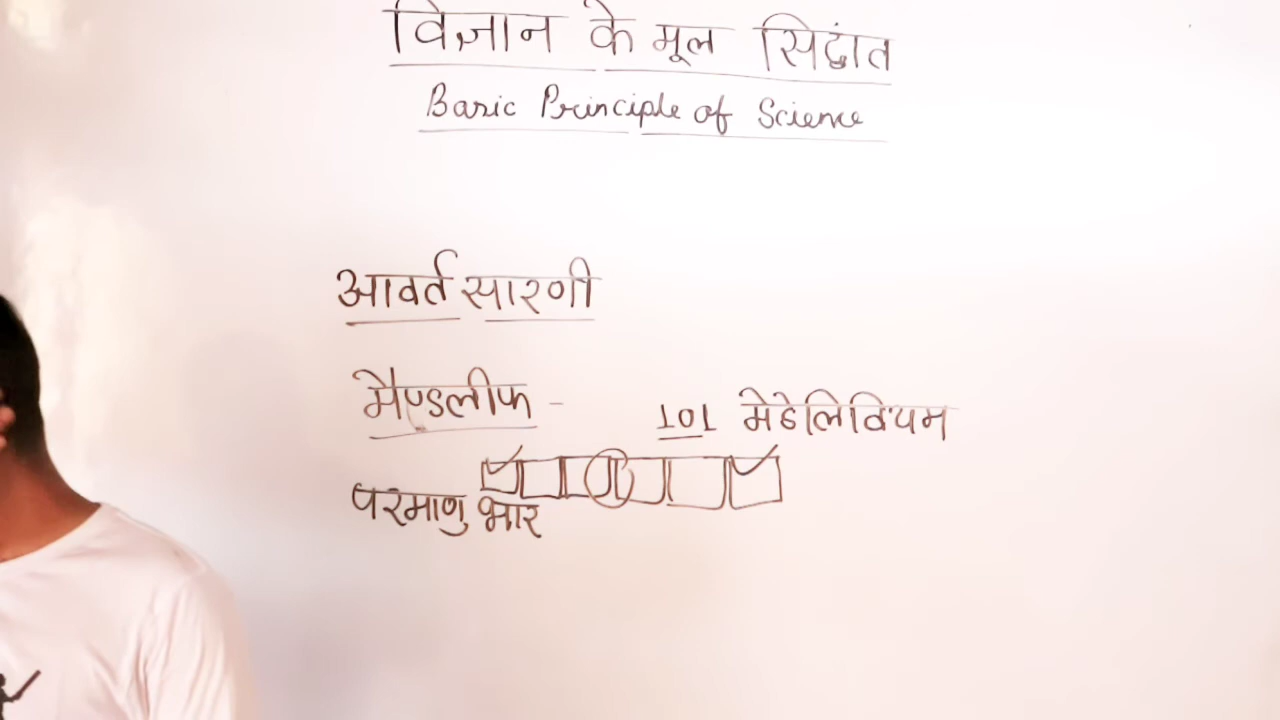 विज्ञान के मूल सिद्धांत
Basic Principle of Science
आवर्त सारणी
मैण्डलीफ -
101 मेडेलिवियम
परमाणु भार